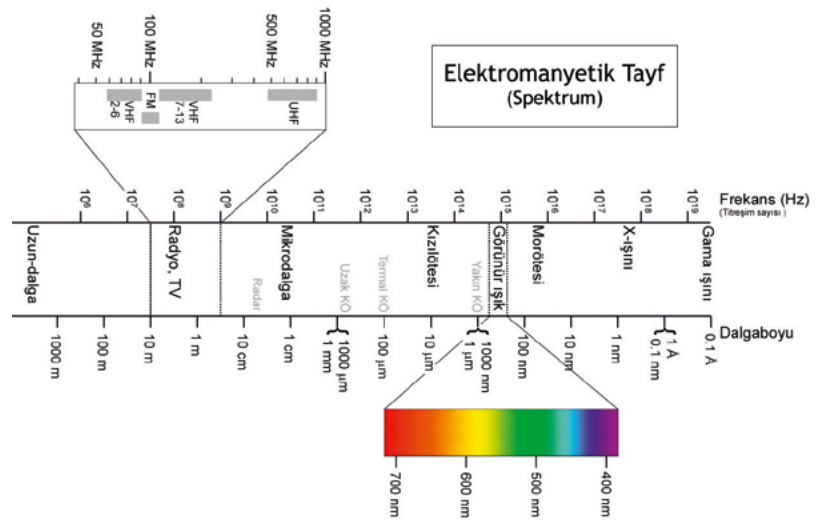 Elektromanyetik Tayf
(Spektrum)
50 MHz
100 MHz
500 MHz
1000 MHz
VHF
2-6
FM
VHF
7-13
UHF
10⁶
10⁷
10⁸
10⁹
10¹⁰
10¹¹
10¹²
10¹³
10¹⁴
10¹⁵
10¹⁶
10¹⁷
10¹⁸
10¹⁹
Frekans (Hz)
(Titreşim sayısı )
Uzun-dalga
Radyo, TV
Radar
Mikrodalga
Uzak KÖ
Termal KÖ
Kızılötesi
Yakın KÖ
Görünür ışık
Morötesi
X-ışını
Gama ışını
Dalgaboyu
1000 m
100 m
10 m
1 m
10 cm
1 cm
1000 µm
1 mm
100 µm
10 µm
1000 nm
1 µm
100 nm
10 nm
1 nm
1 Å
0.1 nm
0.1 Å
700 nm
600 nm
500 nm
400 nm